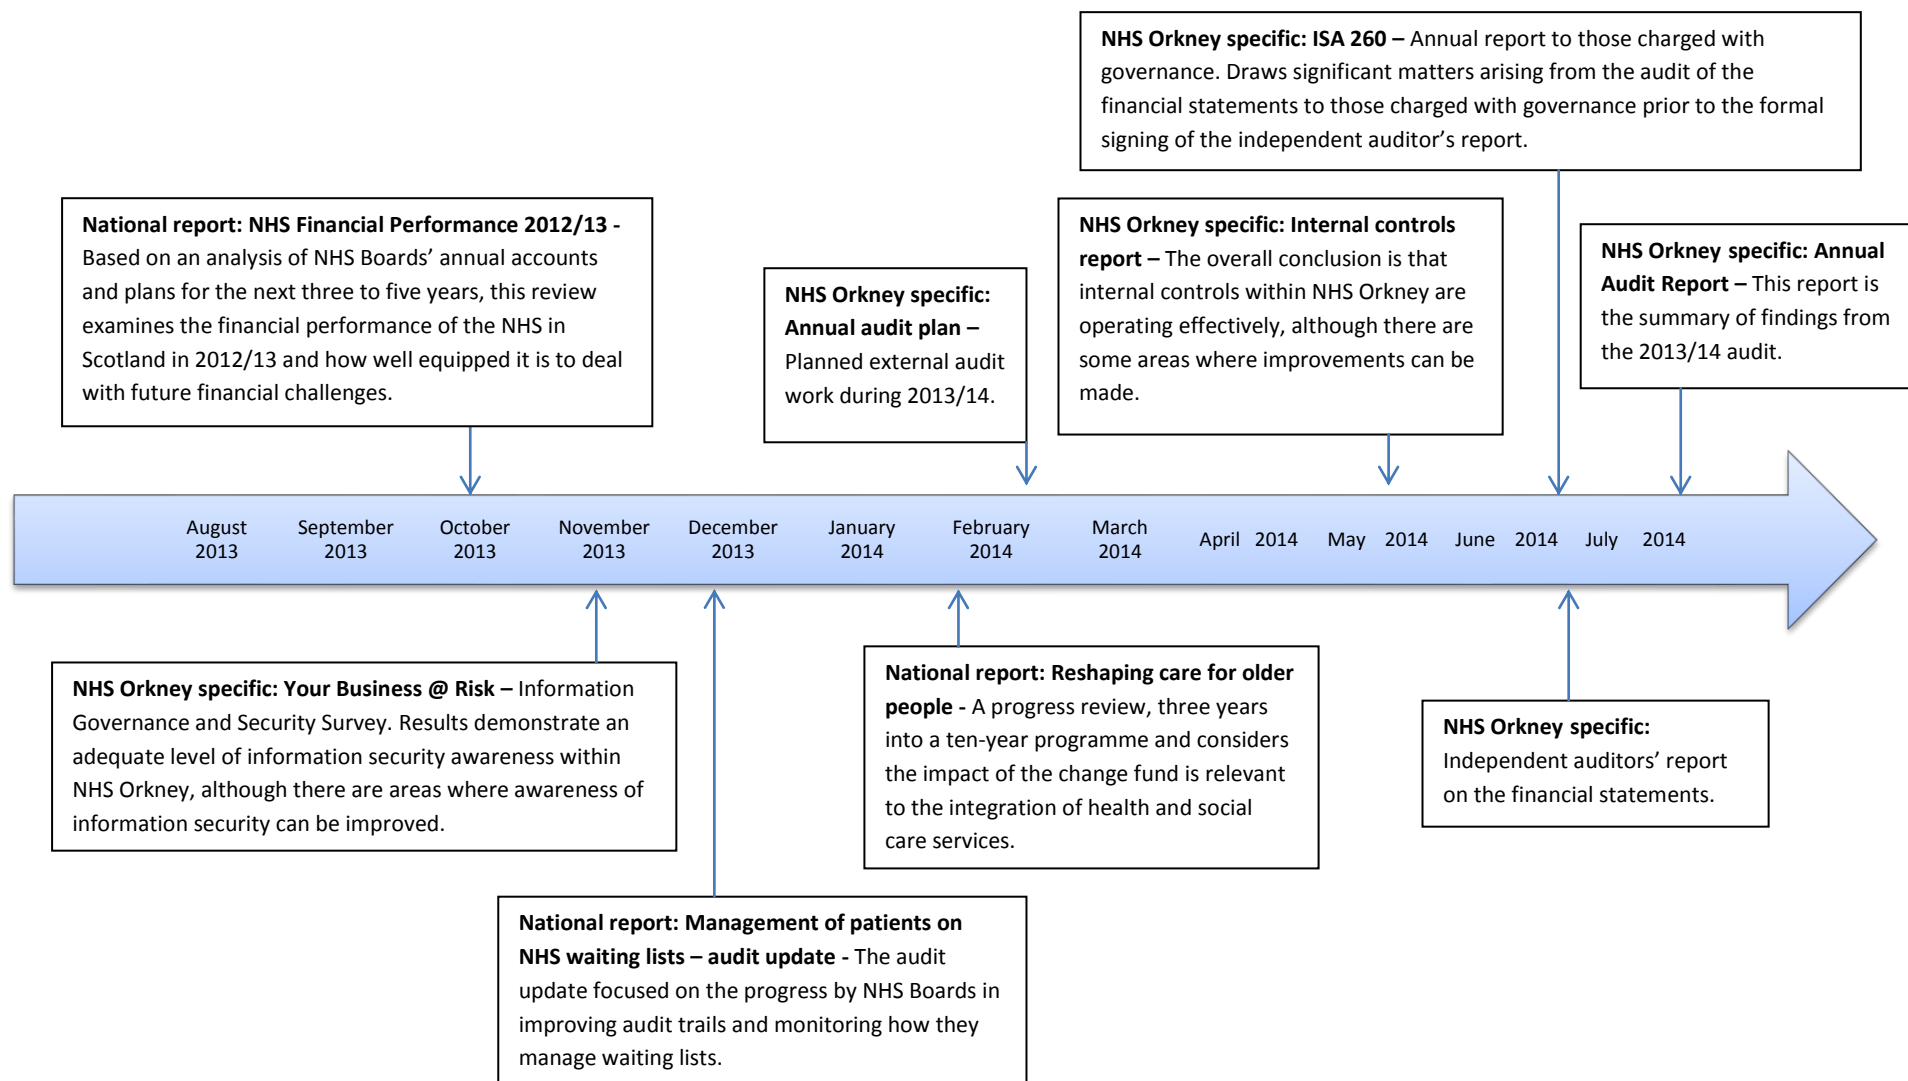 NHS Orkney specific: ISA 260 – Annual report to those charged with
governance. Draws significant matters arising from the audit of the
financial statements to those charged with governance prior to the formal
signing of the independent auditor’s report.
National report: NHS Financial Performance 2012/13 -
Based on an analysis of NHS Boards’ annual accounts
and plans for the next three to five years, this review
examines the financial performance of the NHS in
Scotland in 2012/13 and how well equipped it is to deal
with future financial challenges.
NHS Orkney specific:
Annual audit plan –
Planned external audit
work during 2013/14.
NHS Orkney specific: Internal controls
report – The overall conclusion is that
internal controls within NHS Orkney are
operating effectively, although there are
some areas where improvements can be
made.
NHS Orkney specific: Annual
Audit Report – This report is
the summary of findings from
the 2013/14 audit.
August
2013
September
2013
October
2013
November
2013
December
2013
January
2014
February
2014
March
2014
April 2014
May 2014
June 2014
July 2014
NHS Orkney specific: Your Business @ Risk – Information
Governance and Security Survey. Results demonstrate an
adequate level of information security awareness within
NHS Orkney, although there are areas where awareness of
information security can be improved.
National report: Management of patients on
NHS waiting lists – audit update - The audit
update focused on the progress by NHS Boards in
improving audit trails and monitoring how they
manage waiting lists.
National report: Reshaping care for older
people - A progress review, three years
into a ten-year programme and considers
the impact of the change fund is relevant
to the integration of health and social
care services.
NHS Orkney specific:
Independent auditors’ report
on the financial statements.